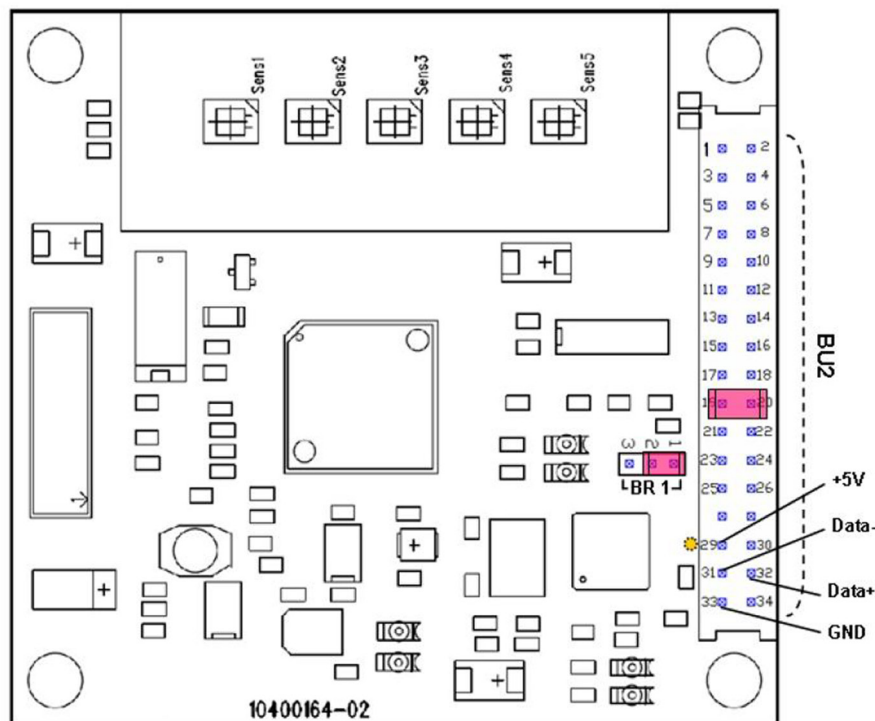 Sens1 Sens2 Sens3 Sens4 Sens5
1 2
3 4
5 6
7 8
9 10
11 12
13 14
15 16
17 18
19 20
21 22
23 24
25 26
29 30
31 32
33 34
BU2
3 2 1
BR 1
+5V
Data-
Data+
GND
10400164-02